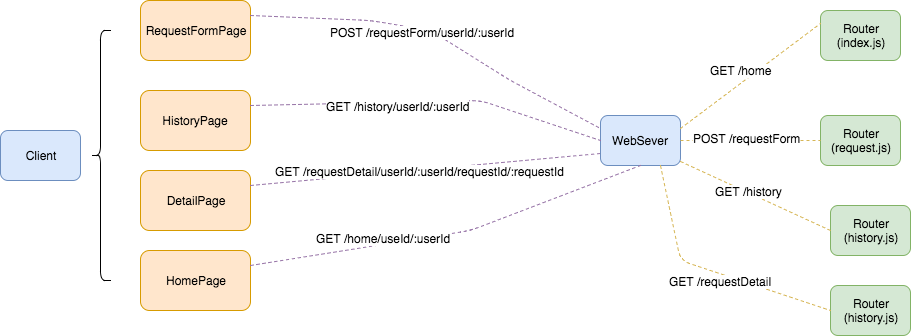 Client
RequestFormPage
HistoryPage
DetailPage
HomePage
POST /requestForm/userId/:userId
GET /history/userId/:userId
GET /requestDetail/userId/:userId/requestId/:requestId
GET /home/useId/:userId
WebSever
GET /home
POST /requestForm
GET /history
GET /requestDetail
Router
(index.js)
Router
(request.js)
Router
(history.js)
Router
(history.js)